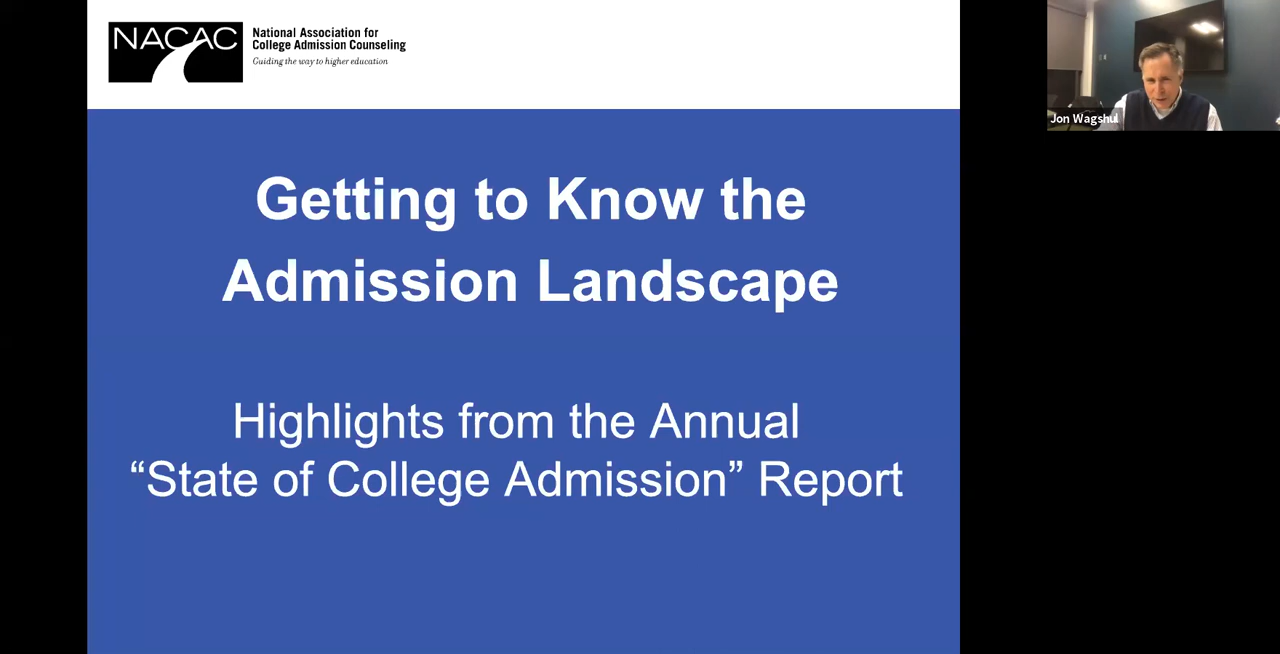 NACAC
National Association for
College Admission Counseling
Guiding the way to higher education
Jon Wagshul
Getting to Know the
Admission Landscape
Highlights from the Annual
“State of College Admission” Report